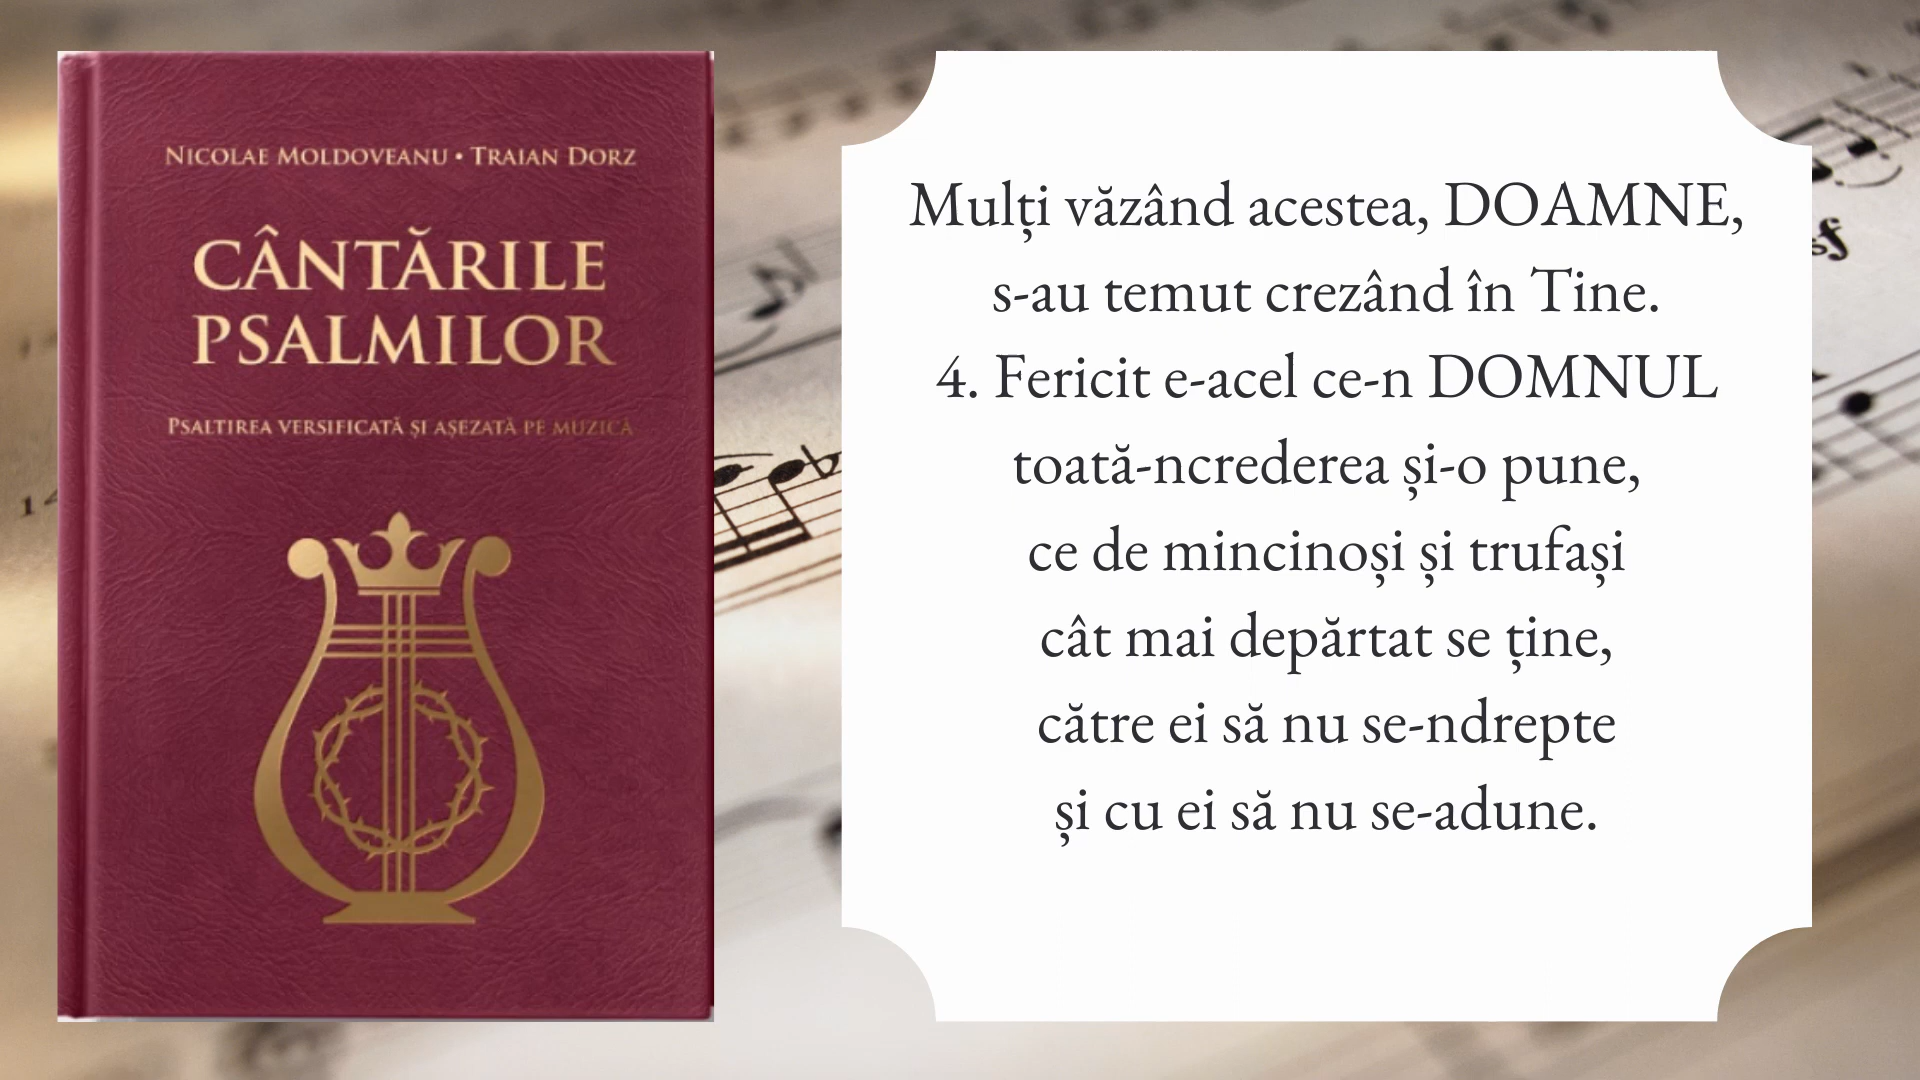 NICOLAE MOLDOVEANU • TRAIAN DORZ
CÂNTĂRILE
PSALMILOR
PSALTIREA VERSIFICATĂ ȘI AȘEZATĂ PE MUZICĂ
Mulți văzând acestea, DOAMNE,
s-au temut crezând în Tine.
4. Fericit e-acel ce-n DOMNUL
toată-ncrederea și-o pune,
ce de mincinoși și trufași
cât mai depărtat se ține,
către ei să nu se-ndrepte
și cu ei să nu se-adune.
sf
14